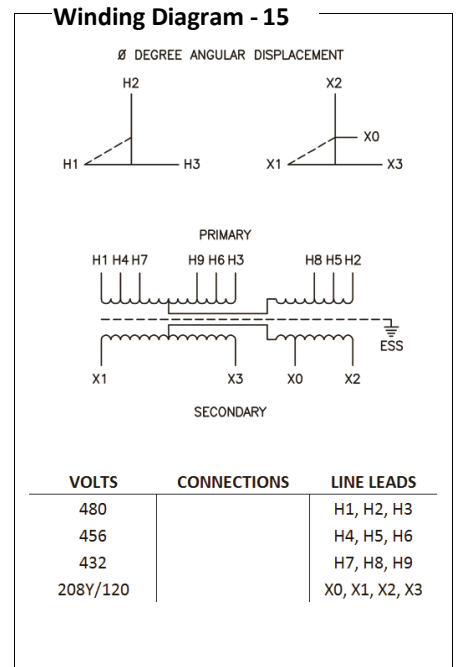 Winding Diagram - 15
Ø DEGREE ANGULAR DISPLACEMENT
H2 X2
X0
H1 H3 X1 X3
PRIMARY
H1 H4 H7 H9 H6 H3 H8 H5 H2
ESS
X1 X3 X0 X2
SECONDARY
VOLTS CONNECTIONS LINE LEADS
480 H1, H2, H3
456 H4, H5, H6
432 H7, H8, H9
208Y/120 X0, X1, X2, X3